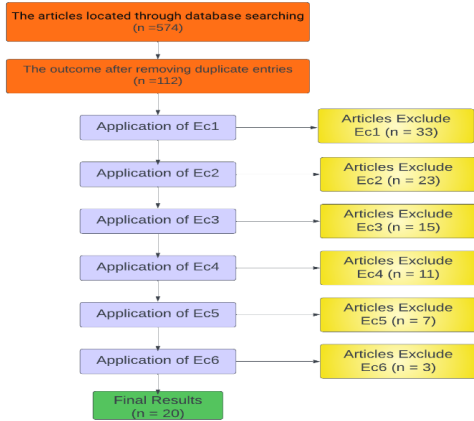 The articles located through database searching
(n =574)
The outcome after removing duplicate entries
(n =112)
Application of Ec1
Articles Exclude
Ec1 (n = 33)
Application of Ec2
Articles Exclude
Ec2 (n = 23)
Application of Ec3
Articles Exclude
Ec3 (n = 15)
Application of Ec4
Articles Exclude
Ec4 (n = 11)
Application of Ec5
Articles Exclude
Ec5 (n = 7)
Application of Ec6
Articles Exclude
Ec6 (n = 3)
Final Results
(n = 20)